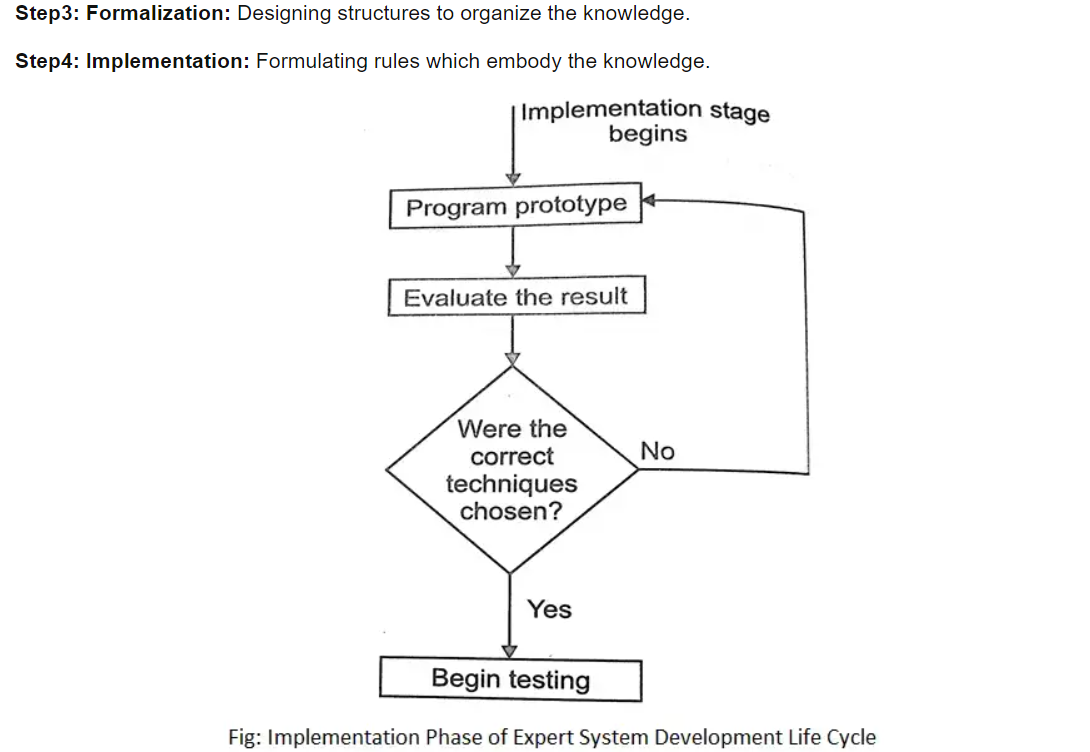 Step3: Formalization: Designing structures to organize the knowledge.
Step4: Implementation: Formulating rules which embody the knowledge.
Implementation stage
begins
Program prototype
Evaluate the result
Were the
correct
techniques
chosen?
No
Yes
Begin testing
Fig: Implementation Phase of Expert System Development Life Cycle